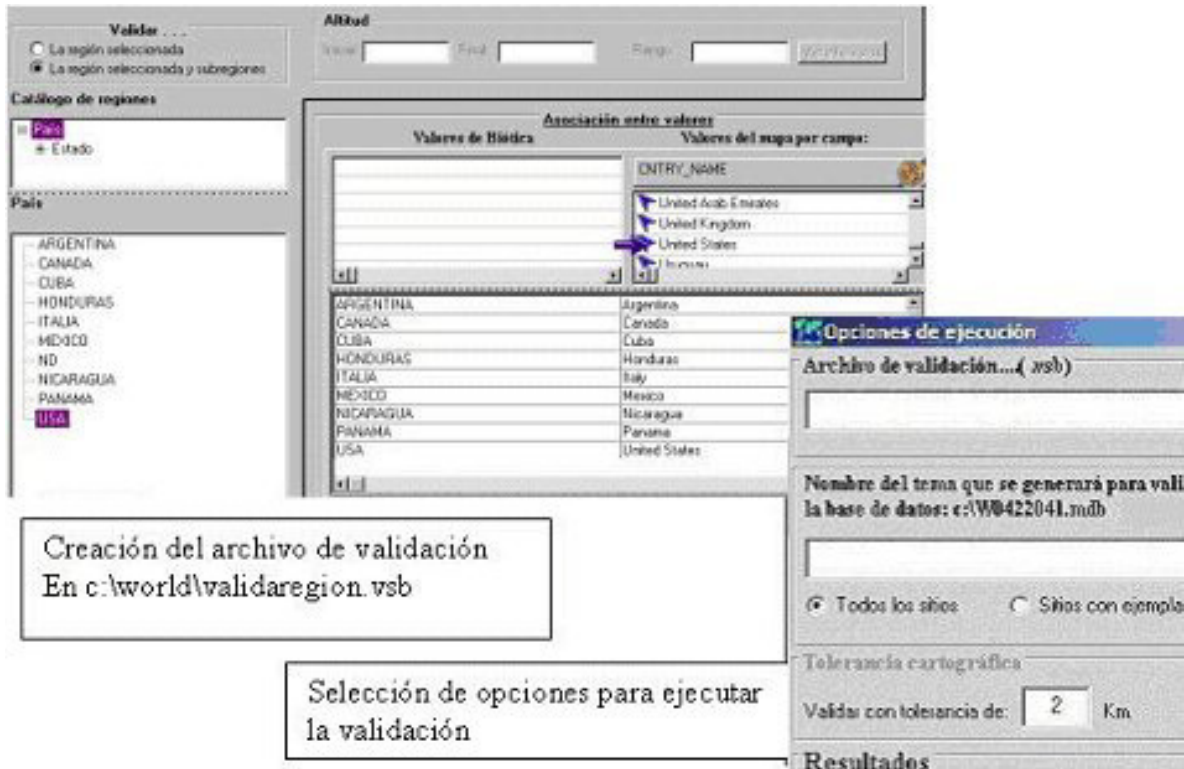 Validar . . .
La región seleccionada
La región seleccionada y subregiones
Altitud
Inicial
Final
Rango
Catálogo de regiones
País
Estado
País
ARGENTINA
CANADA
CUBA
HONDURAS
ITALIA
MEXICO
ND
NICARAGUA
PANAMA
USA
Asociación entre valores
Valores de Biótica
Valores del mapa por campo:
CNTRY_NAME
United Arab Emirates
United Kingdom
United States
Uruguay
ARGENTINA Argentina
CANADA Canada
CUBA Cuba
HONDURAS Honduras
ITALIA Italy
MEXICO Mexico
NICARAGUA Nicaragua
PANAMA Panama
USA United States
Opciones de ejecución
Archivo de validación...( .vsb)
Nombre del tema que se generará para vali
la base de datos: c:\W0422041.mdb
Todos los sitios
Sitios con ejempla
Tolerancia cartográfica
Validar con tolerancia de: 2 Km
Resultados
Creación del archivo de validación
En c:\world\validaregion.vsb
Selección de opciones para ejecutar
la validación